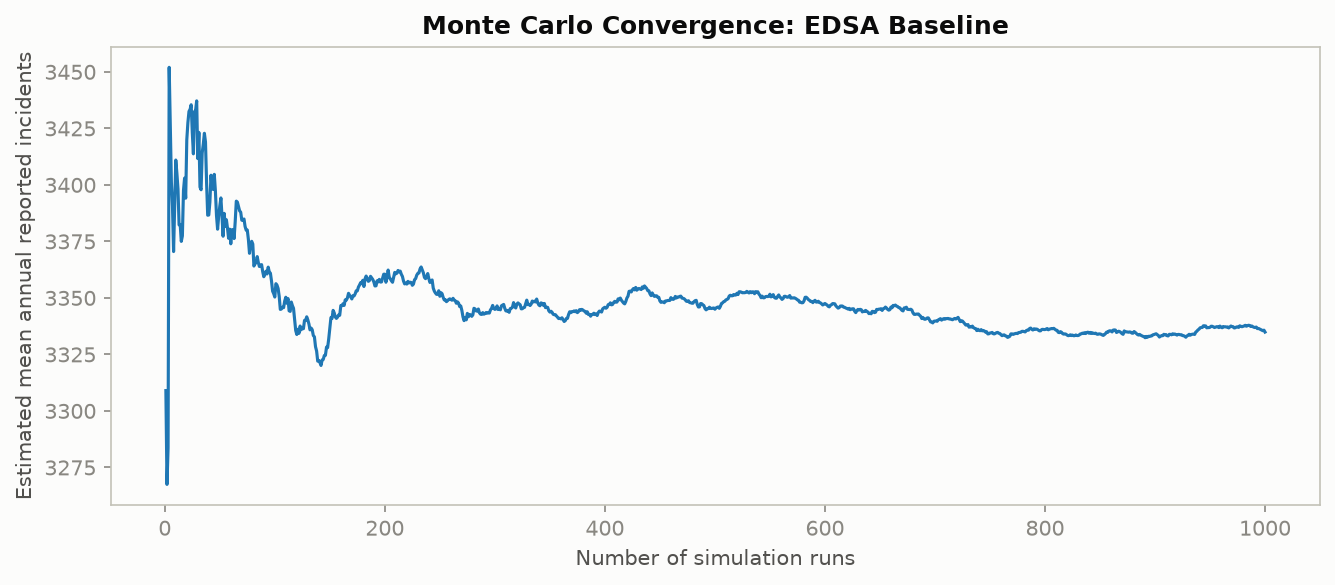 Monte Carlo Convergence: EDSA Baseline
Estimated mean annual reported incidents
3450
3425
3400
3375
3350
3325
3300
3275
0 200 400 600 800 1000
Number of simulation runs